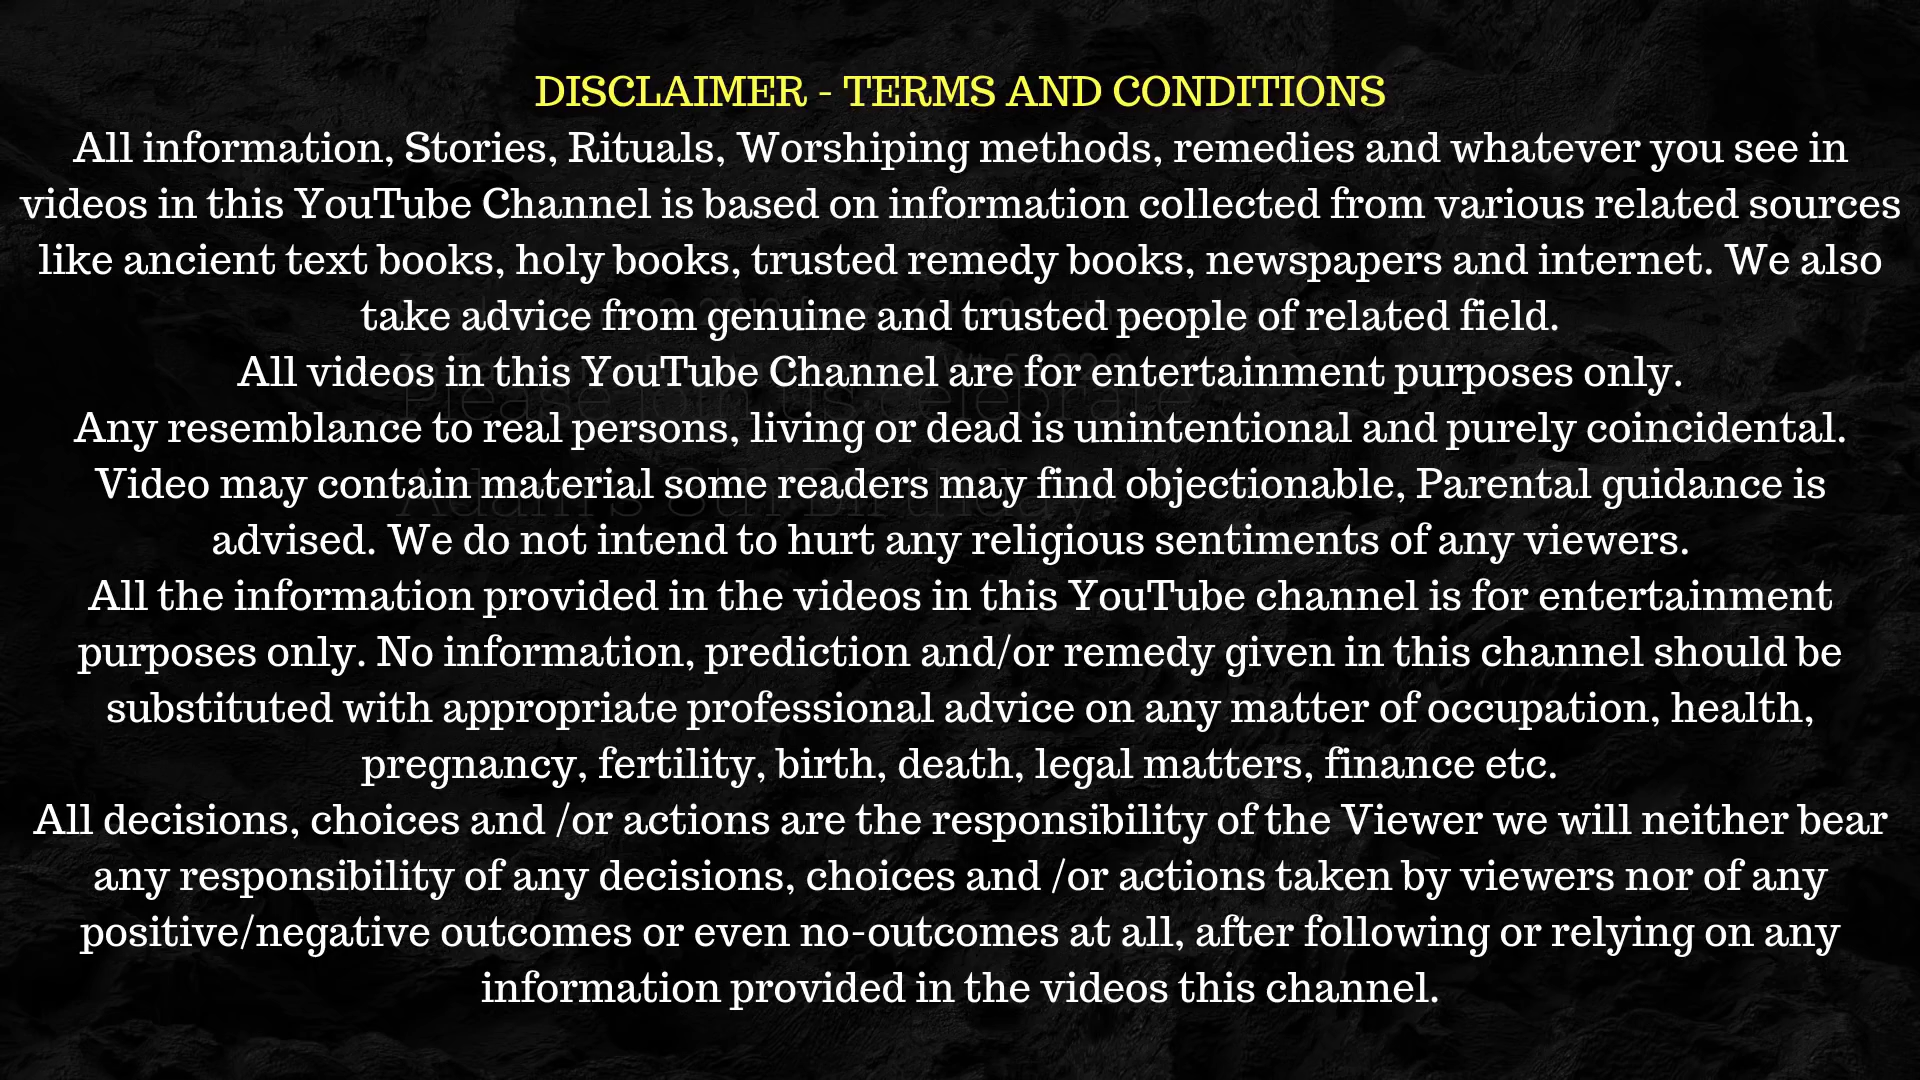 DISCLAIMER - TERMS AND CONDITIONS
All information, Stories, Rituals, Worshiping methods, remedies and whatever you see in
videos in this YouTube Channel is based on information collected from various related sources
like ancient text books, holy books, trusted remedy books, newspapers and internet. We also
take advice from genuine and trusted people of related field.
All videos in this YouTube Channel are for entertainment purposes only.
Please join us celebrate
Any resemblance to real persons, living or dead is unintentional and purely coincidental.
Video may contain material some readers may find objectionable, Parental guidance is
Adam's 8th Birthday!
advised. We do not intend to hurt any religious sentiments of any viewers.
All the information provided in the videos in this YouTube channel is for entertainment
purposes only. No information, prediction and/or remedy given in this channel should be
substituted with appropriate professional advice on any matter of occupation, health,
pregnancy, fertility, birth, death, legal matters, finance etc.
All decisions, choices and /or actions are the responsibility of the Viewer we will neither bear
any responsibility of any decisions, choices and /or actions taken by viewers nor of any
positive/negative outcomes or even no-outcomes at all, after following or relying on any
information provided in the videos this channel.